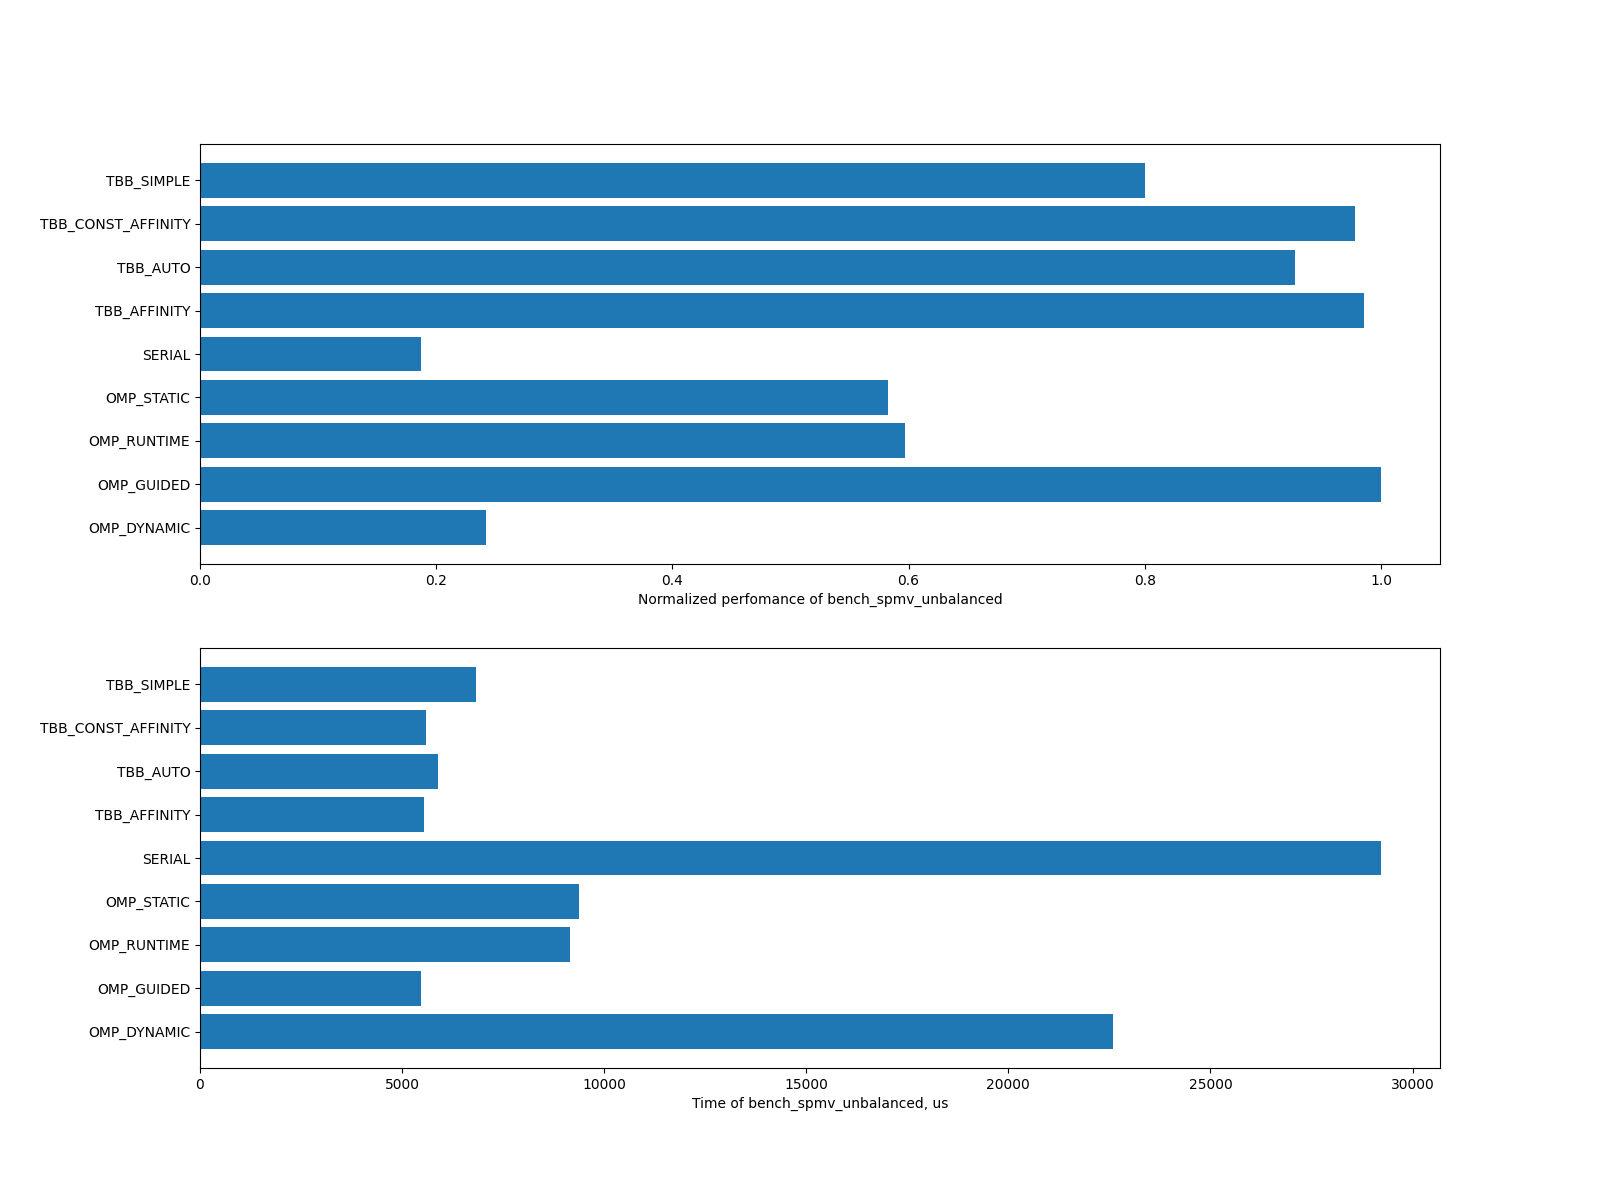 TBB_SIMPLE
TBB_CONST_AFFINITY
TBB_AUTO
TBB_AFFINITY
SERIAL
OMP_STATIC
OMP_RUNTIME
OMP_GUIDED
OMP_DYNAMIC
0.0 0.2 0.4 0.6 0.8 1.0
Normalized perfomance of bench_spmv_unbalanced
TBB_SIMPLE
TBB_CONST_AFFINITY
TBB_AUTO
TBB_AFFINITY
SERIAL
OMP_STATIC
OMP_RUNTIME
OMP_GUIDED
OMP_DYNAMIC
0 5000 10000 15000 20000 25000 30000
Time of bench_spmv_unbalanced, us